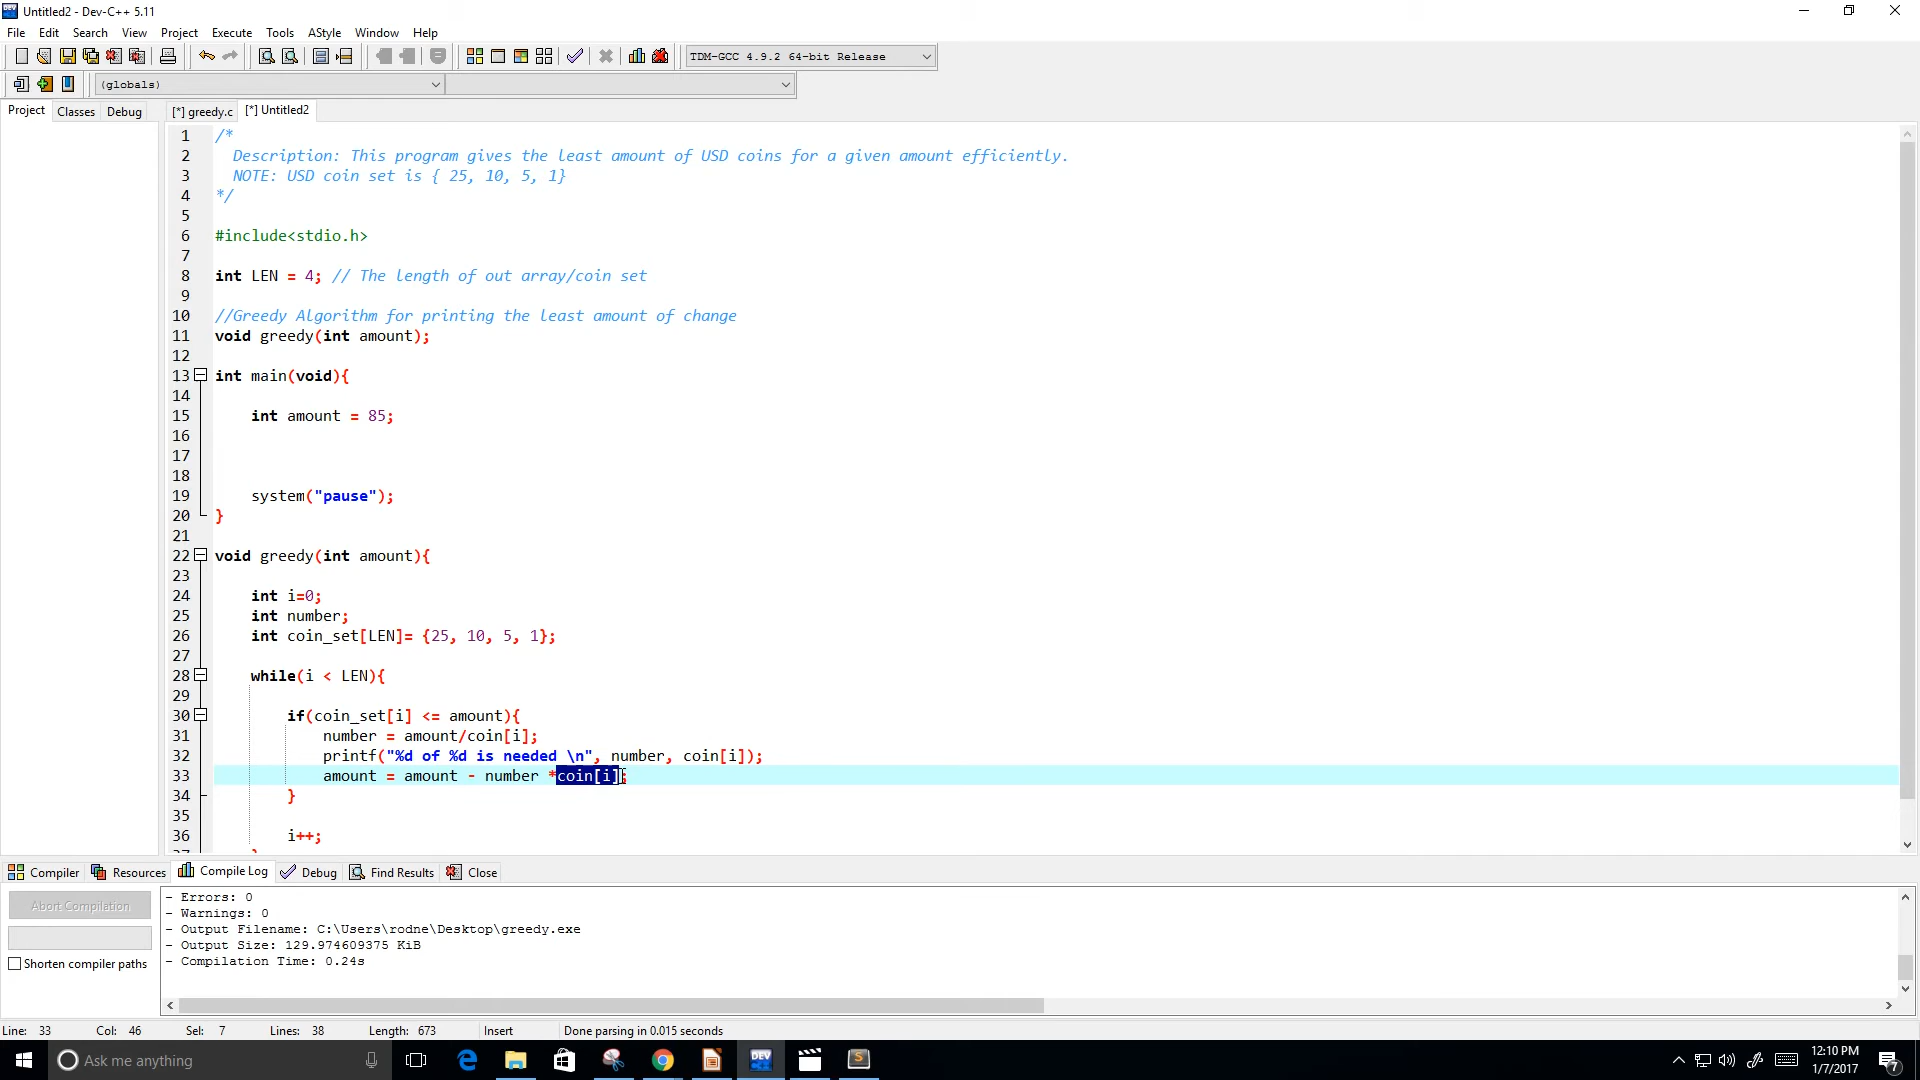 Untitled2 - Dev-C++ 5.11
File Edit Search View Project Execute Tools AStyle Window Help
TDM-GCC 4.9.2 64-bit Release
(globals)
Project Classes Debug [*] greedy.c [*] Untitled2
1 /*
2 Description: This program gives the least amount of USD coins for a given amount efficiently.
3 NOTE: USD coin set is { 25, 10, 5, 1}
4 */
5
6 #include<stdio.h>
7
8 int LEN = 4; // The length of out array/coin set
9
10 //Greedy Algorithm for printing the least amount of change
11 void greedy(int amount);
12
13 int main(void){
14
15 int amount = 85;
16
17
18
19 system("pause");
20 }
21
22 void greedy(int amount){
23
24 int i=0;
25 int number;
26 int coin_set[LEN]= {25, 10, 5, 1};
27
28 while(i < LEN){
29
30 if(coin_set[i] <= amount){
31 number = amount/coin[i];
32 printf("%d of %d is needed \n", number, coin[i]);
33 amount = amount - number *coin[i];
34 }
35
36 i++;
37 }
Compiler Resources Compile Log Debug Find Results Close
Abort Compilation
Shorten compiler paths
- Errors: 0
- Warnings: 0
- Output Filename: C:\Users\rodne\Desktop\greedy.exe
- Output Size: 129.974609375 KiB
- Compilation Time: 0.24s
Line: 33 Col: 46 Sel: 7 Lines: 38 Length: 673 Insert Done parsing in 0.015 seconds
Ask me anything
DEV
S
12:10 PM
1/7/2017
7